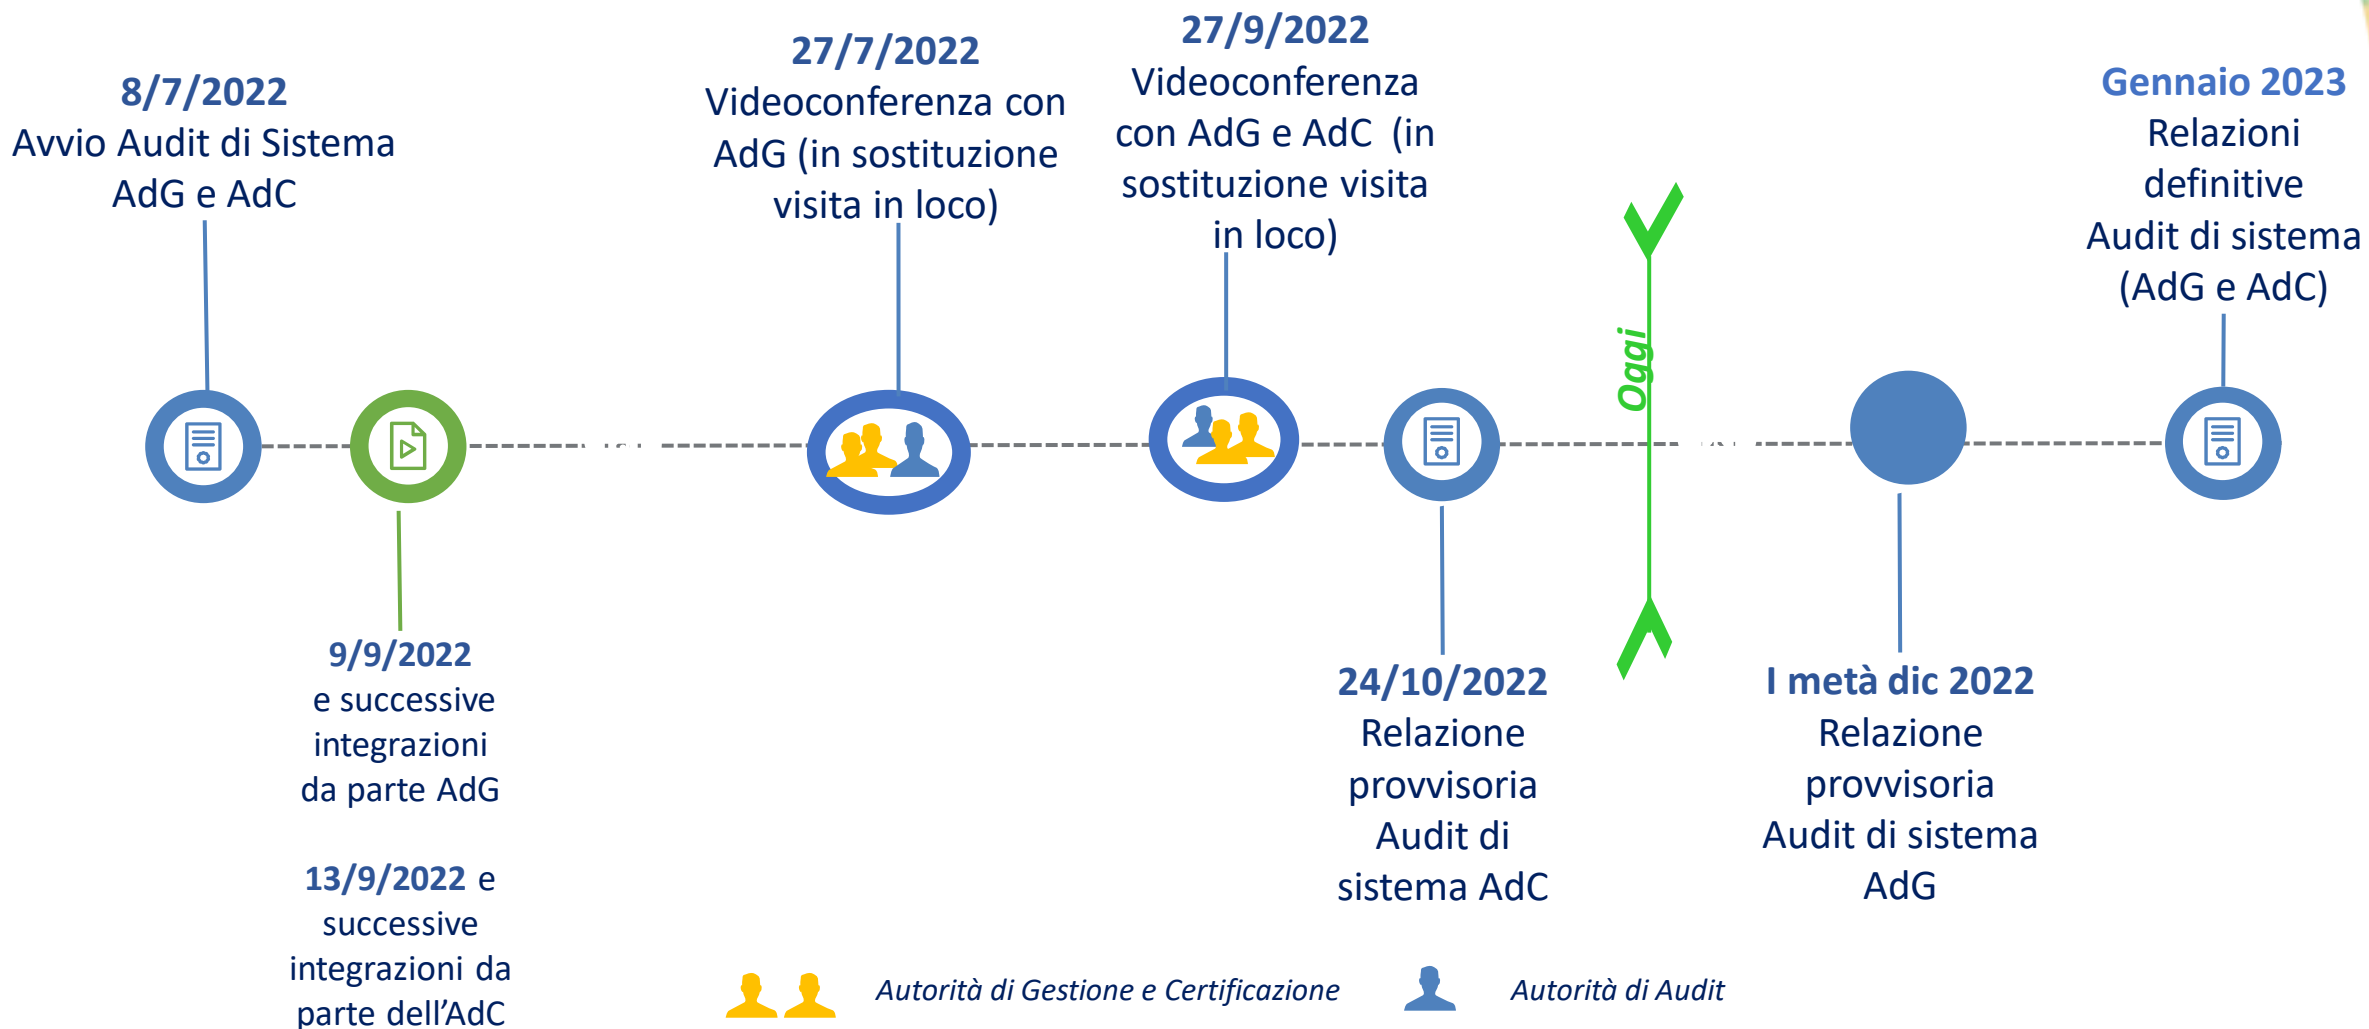 8/7/2022
Avvio Audit di Sistema
AdG e AdC
27/7/2022
Videoconferenza con
AdG (in sostituzione
visita in loco)
27/9/2022
Videoconferenza
con AdG e AdC (in
sostituzione visita
in loco)
Gennaio 2023
Relazioni
definitive
Audit di sistema
(AdG e AdC)
Oggi
9/9/2022
e successive
integrazioni
da parte AdG
13/9/2022 e
successive
integrazioni da
parte dell'AdC
24/10/2022
Relazione
provvisoria
Audit di
sistema AdC
I metà dic 2022
Relazione
provvisoria
Audit di sistema
AdG
Autorità di Gestione e Certificazione
Autorità di Audit